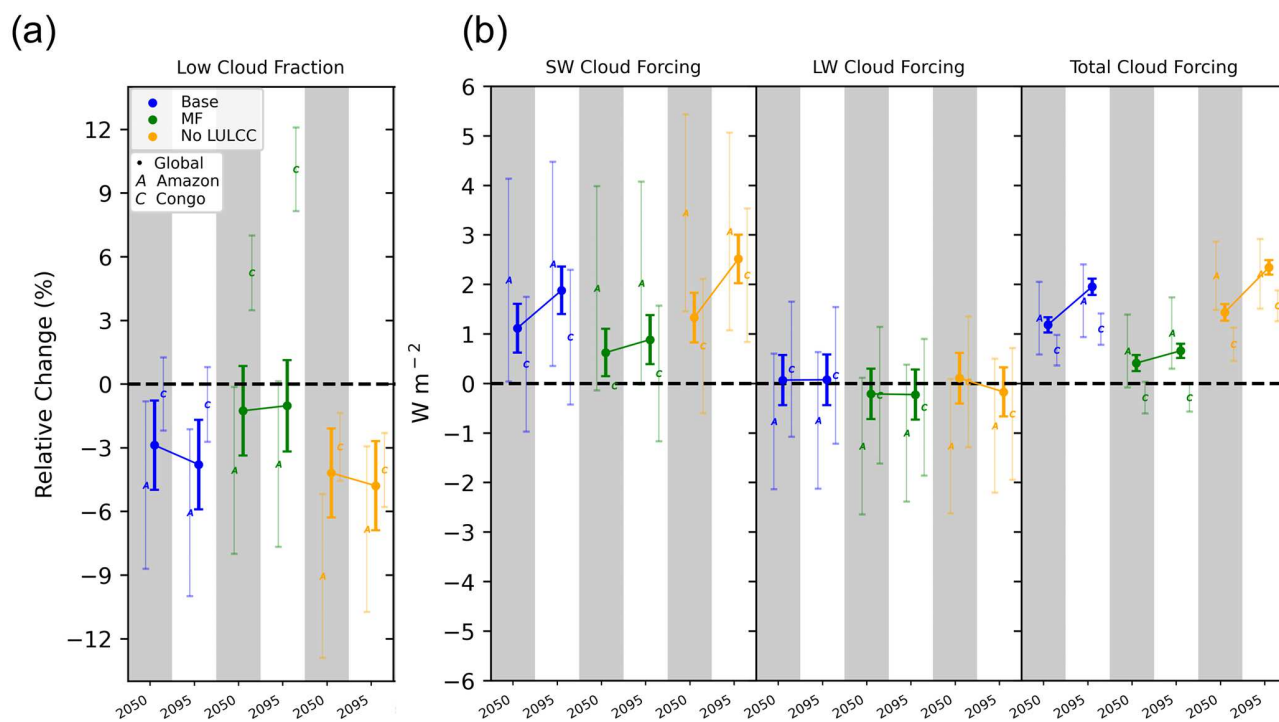 (a)
(b)
Low Cloud Fraction
SW Cloud Forcing
LW Cloud Forcing
Total Cloud Forcing
Relative Change (%)
12
9
6
3
0
−3
−6
−9
−12
Base
MF
No LULCC
Global
A Amazon
C Congo
2050 2095 2050 2095 2050 2095
W m−2
6
5
4
3
2
1
0
−1
−2
−3
−4
−5
−6
2050 2095 2050 2095 2050 2095
2050 2095 2050 2095 2050 2095
2050 2095 2050 2095 2050 2095